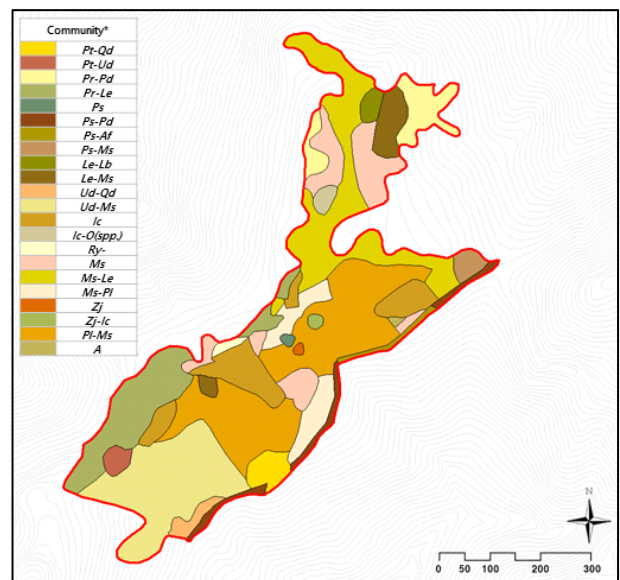 Community*
Pt-Qd
Pt-Ud
Pr-Pd
Pr-Le
Ps
Ps-Pd
Ps-Af
Ps-Ms
Le-Lb
Le-Ms
Ud-Qd
Ud-Ms
Ic
Ic-O(spp.)
Ry-
Ms
Ms-Le
Ms-Pl
Zj
Zj-Ic
Pl-Ms
A
N
0 50 100 200 300